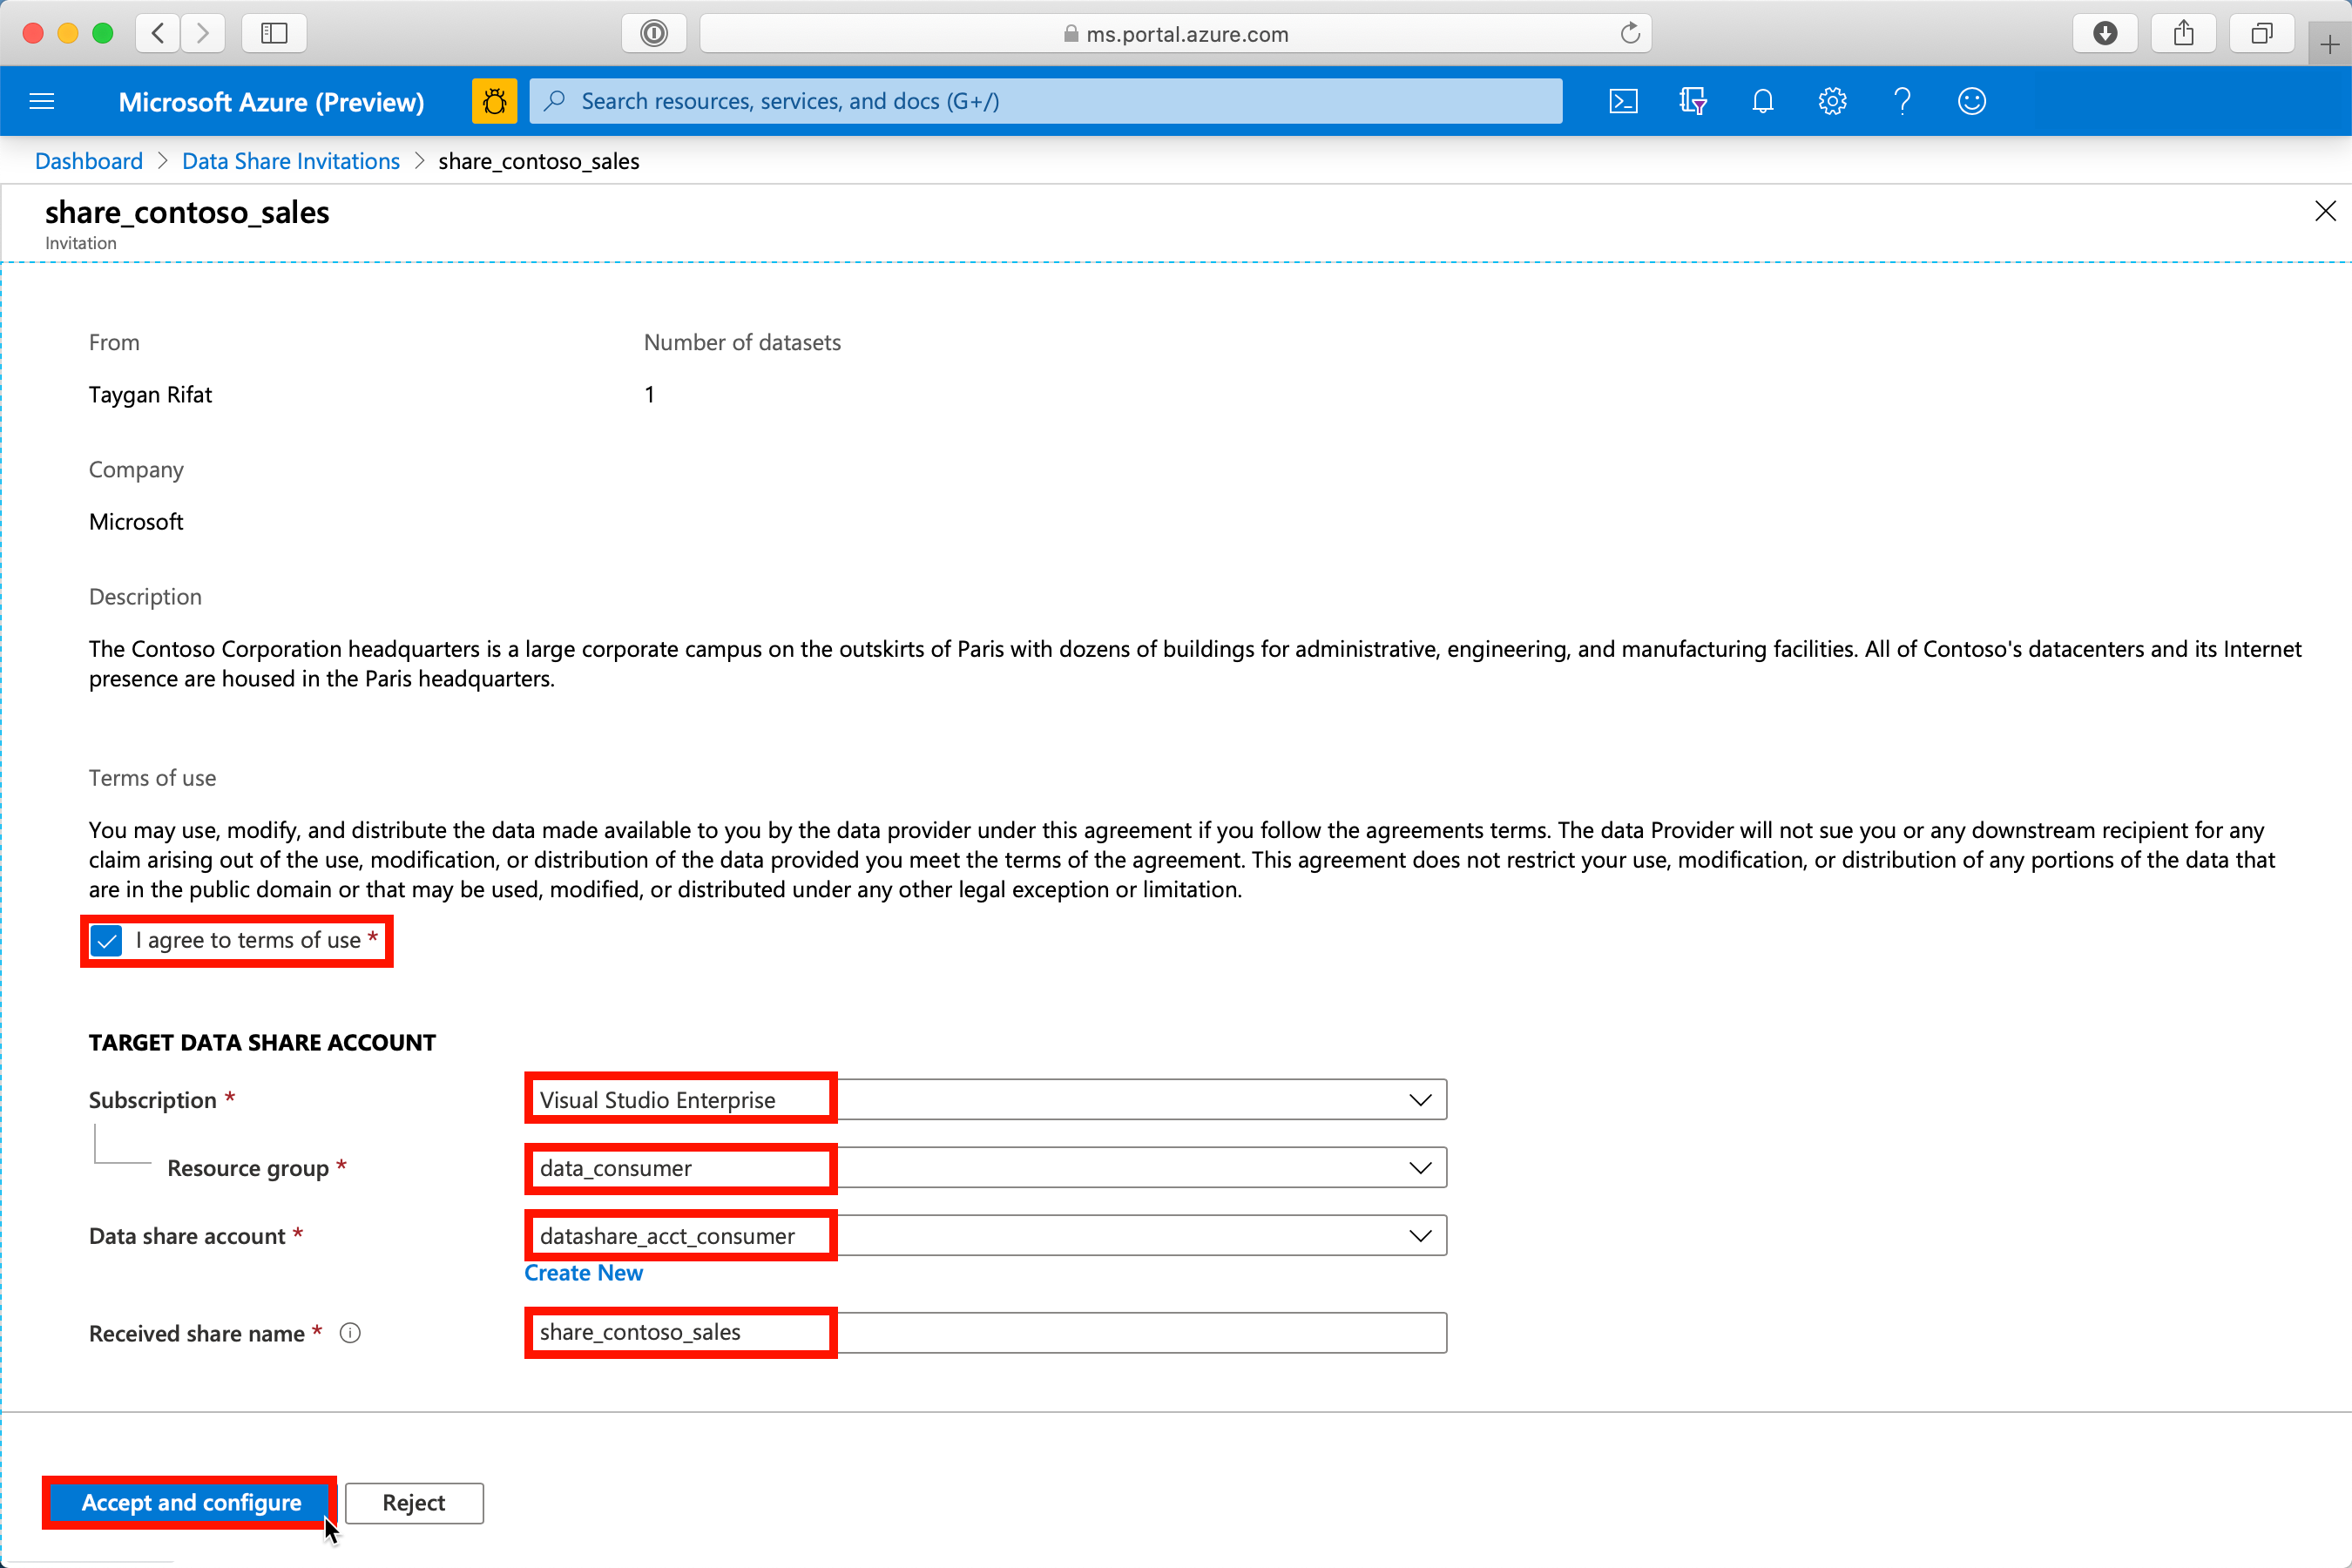 ms.portal.azure.com
Microsoft Azure (Preview)
Search resources, services, and docs (G+/)
Dashboard > Data Share Invitations > share_contoso_sales
share_contoso_sales
Invitation
From
Number of datasets
Taygan Rifat
1
Company
Microsoft
Description
The Contoso Corporation headquarters is a large corporate campus on the outskirts of Paris with dozens of buildings for administrative, engineering, and manufacturing facilities. All of Contoso's datacenters and its Internet
presence are housed in the Paris headquarters.
Terms of use
You may use, modify, and distribute the data made available to you by the data provider under this agreement if you follow the agreements terms. The data Provider will not sue you or any downstream recipient for any
claim arising out of the use, modification, or distribution of the data provided you meet the terms of the agreement. This agreement does not restrict your use, modification, or distribution of any portions of the data that
are in the public domain or that may be used, modified, or distributed under any other legal exception or limitation.
I agree to terms of use *
TARGET DATA SHARE ACCOUNT
Subscription *
Visual Studio Enterprise
Resource group *
data_consumer
Data share account *
datashare_acct_consumer
Create New
Received share name *
share_contoso_sales
Accept and configure
Reject